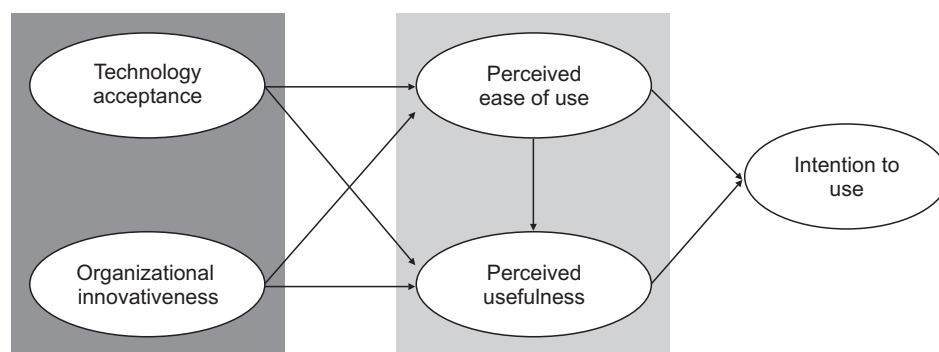 Technology
acceptance
Perceived
ease of use
Intention to
use
Organizational
innovativeness
Perceived
usefulness